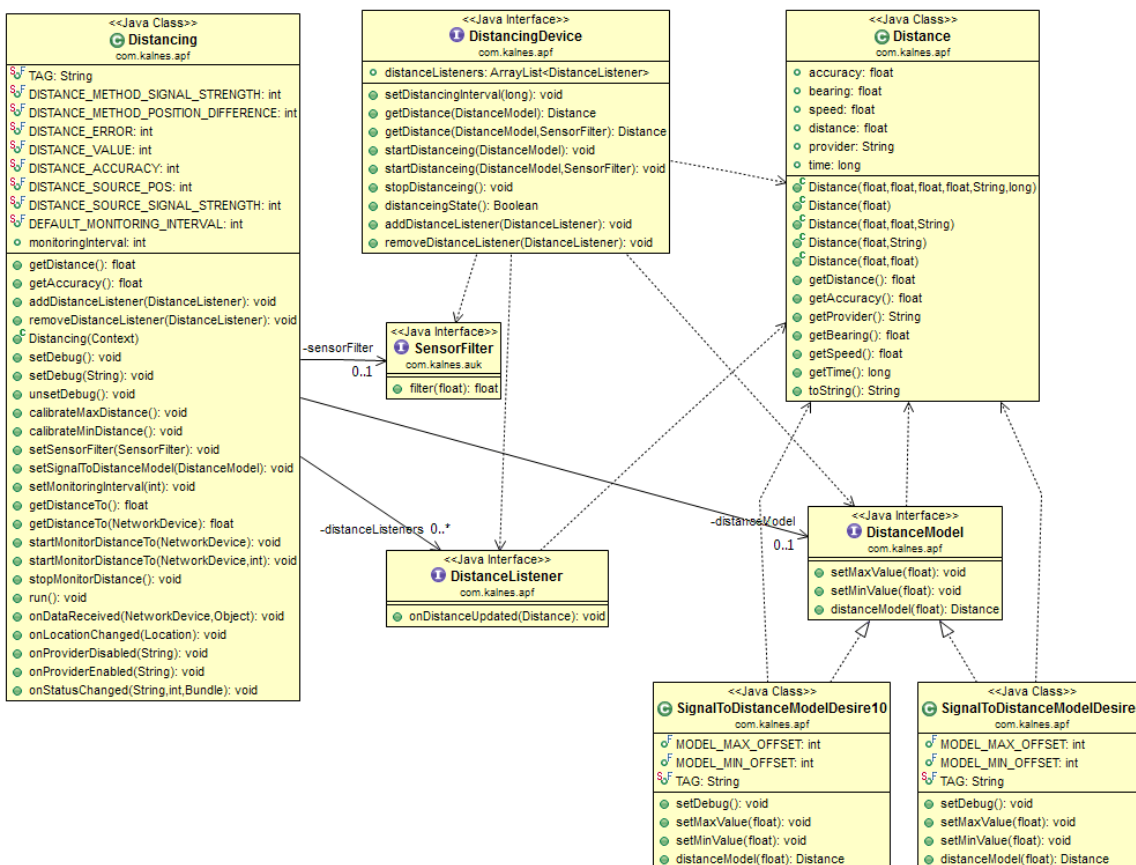 <<Java Class>>
Distancing
com.kalnes.apf
TAG: String
DISTANCE_METHOD_SIGNAL_STRENGTH: int
DISTANCE_METHOD_POSITION_DIFFERENCE: int
DISTANCE_ERROR: int
DISTANCE_VALUE: int
DISTANCE_ACCURACY: int
DISTANCE_SOURCE_POS: int
DISTANCE_SOURCE_SIGNAL_STRENGTH: int
DEFAULT_MONITORING_INTERVAL: int
monitoringInterval: int
getDistance(): float
getAccuracy(): float
addDistanceListener(DistanceListener): void
removeDistanceListener(DistanceListener): void
Distancing(Context)
setDebug(): void
setDebug(String): void
unsetDebug(): void
calibrateMaxDistance(): void
calibrateMinDistance(): void
setSensorFilter(SensorFilter): void
setSignalToDistanceModel(DistanceModel): void
setMonitoringInterval(int): void
getDistanceTo(): float
getDistanceTo(NetworkDevice): float
startMonitorDistanceTo(NetworkDevice): void
startMonitorDistanceTo(NetworkDevice,int): void
stopMonitorDistance(): void
run(): void
onDataReceived(NetworkDevice,Object): void
onLocationChanged(Location): void
onProviderDisabled(String): void
onProviderEnabled(String): void
onStatusChanged(String,int,Bundle): void
<<Java Interface>>
DistancingDevice
com.kalnes.apf
distanceListeners: ArrayList<DistanceListener>
setDistancingInterval(long): void
getDistance(DistanceModel): Distance
getDistance(DistanceModel,SensorFilter): Distance
startDistanceing(DistanceModel): void
startDistanceing(DistanceModel,SensorFilter): void
stopDistanceing(): void
distanceingState(): Boolean
addDistanceListener(DistanceListener): void
removeDistanceListener(DistanceListener): void
<<Java Class>>
Distance
com.kalnes.apf
accuracy: float
bearing: float
speed: float
distance: float
provider: String
time: long
Distance(float,float,float,float,String,long)
Distance(float)
Distance(float,float,String)
Distance(float,String)
Distance(float,float)
getDistance(): float
getAccuracy(): float
getProvider(): String
getBearing(): float
getSpeed(): float
getTime(): long
toString(): String
-sensorFilter
0..1
<<Java Interface>>
SensorFilter
com.kalnes.auk
filter(float): float
-distanceListeners 0..*
<<Java Interface>>
DistanceListener
com.kalnes.apf
onDistanceUpdated(Distance): void
-distanceModel
0..1
<<Java Interface>>
DistanceModel
com.kalnes.apf
setMaxValue(float): void
setMinValue(float): void
distanceModel(float): Distance
<<Java Class>>
SignalToDistanceModelDesire10
com.kalnes.apf
MODEL_MAX_OFFSET: int
MODEL_MIN_OFFSET: int
TAG: String
setDebug(): void
setMaxValue(float): void
setMinValue(float): void
distanceModel(float): Distance
<<Java Class>>
SignalToDistanceModelDesire
com.kalnes.apf
MODEL_MAX_OFFSET: int
MODEL_MIN_OFFSET: int
TAG: String
setDebug(): void
setMaxValue(float): void
setMinValue(float): void
distanceModel(float): Distance